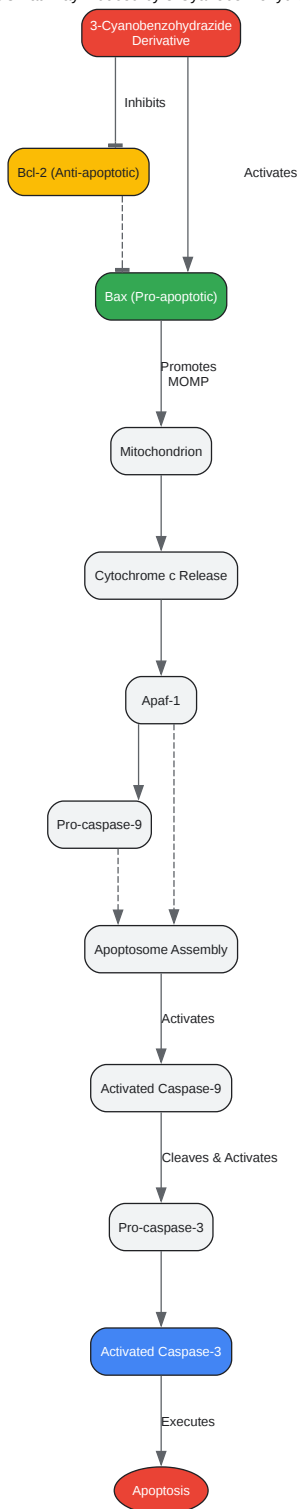 3-Cyanobenzohydrazide
Derivative
Inhibits
Bcl-2 (Anti-apoptotic)
Activates
Bax (Pro-apoptotic)
Promotes
MOMP
Mitochondrion
Cytochrome c Release
Apaf-1
Pro-caspase-9
Apoptosome Assembly
Activates
Activated Caspase-9
Cleaves & Activates
Pro-caspase-3
Activated Caspase-3
Executes
Apoptosis